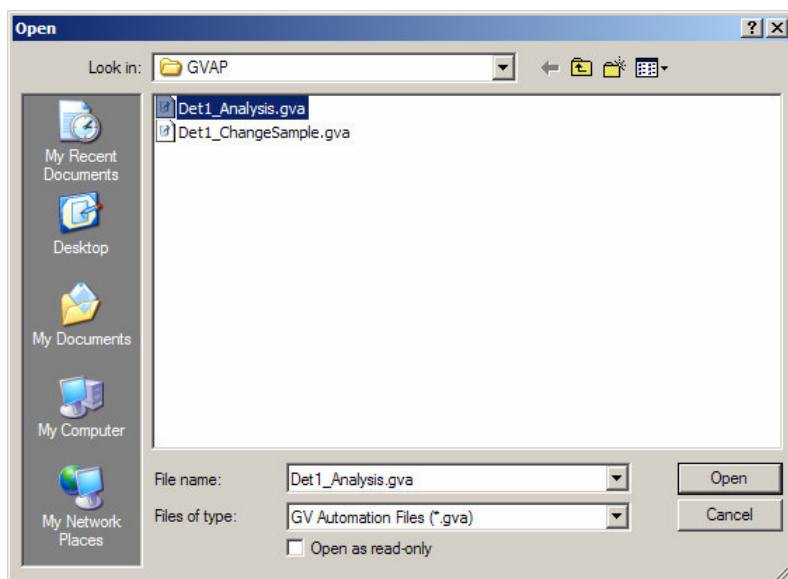 Open
Look in: GVAP
Det1_Analysis.gva
Det1_ChangeSample.gva
My Recent
Documents
Desktop
My Documents
My Computer
My Network
Places
File name: Det1_Analysis.gva Open
Files of type: GV Automation Files (*.gva) Cancel
Open as read-only